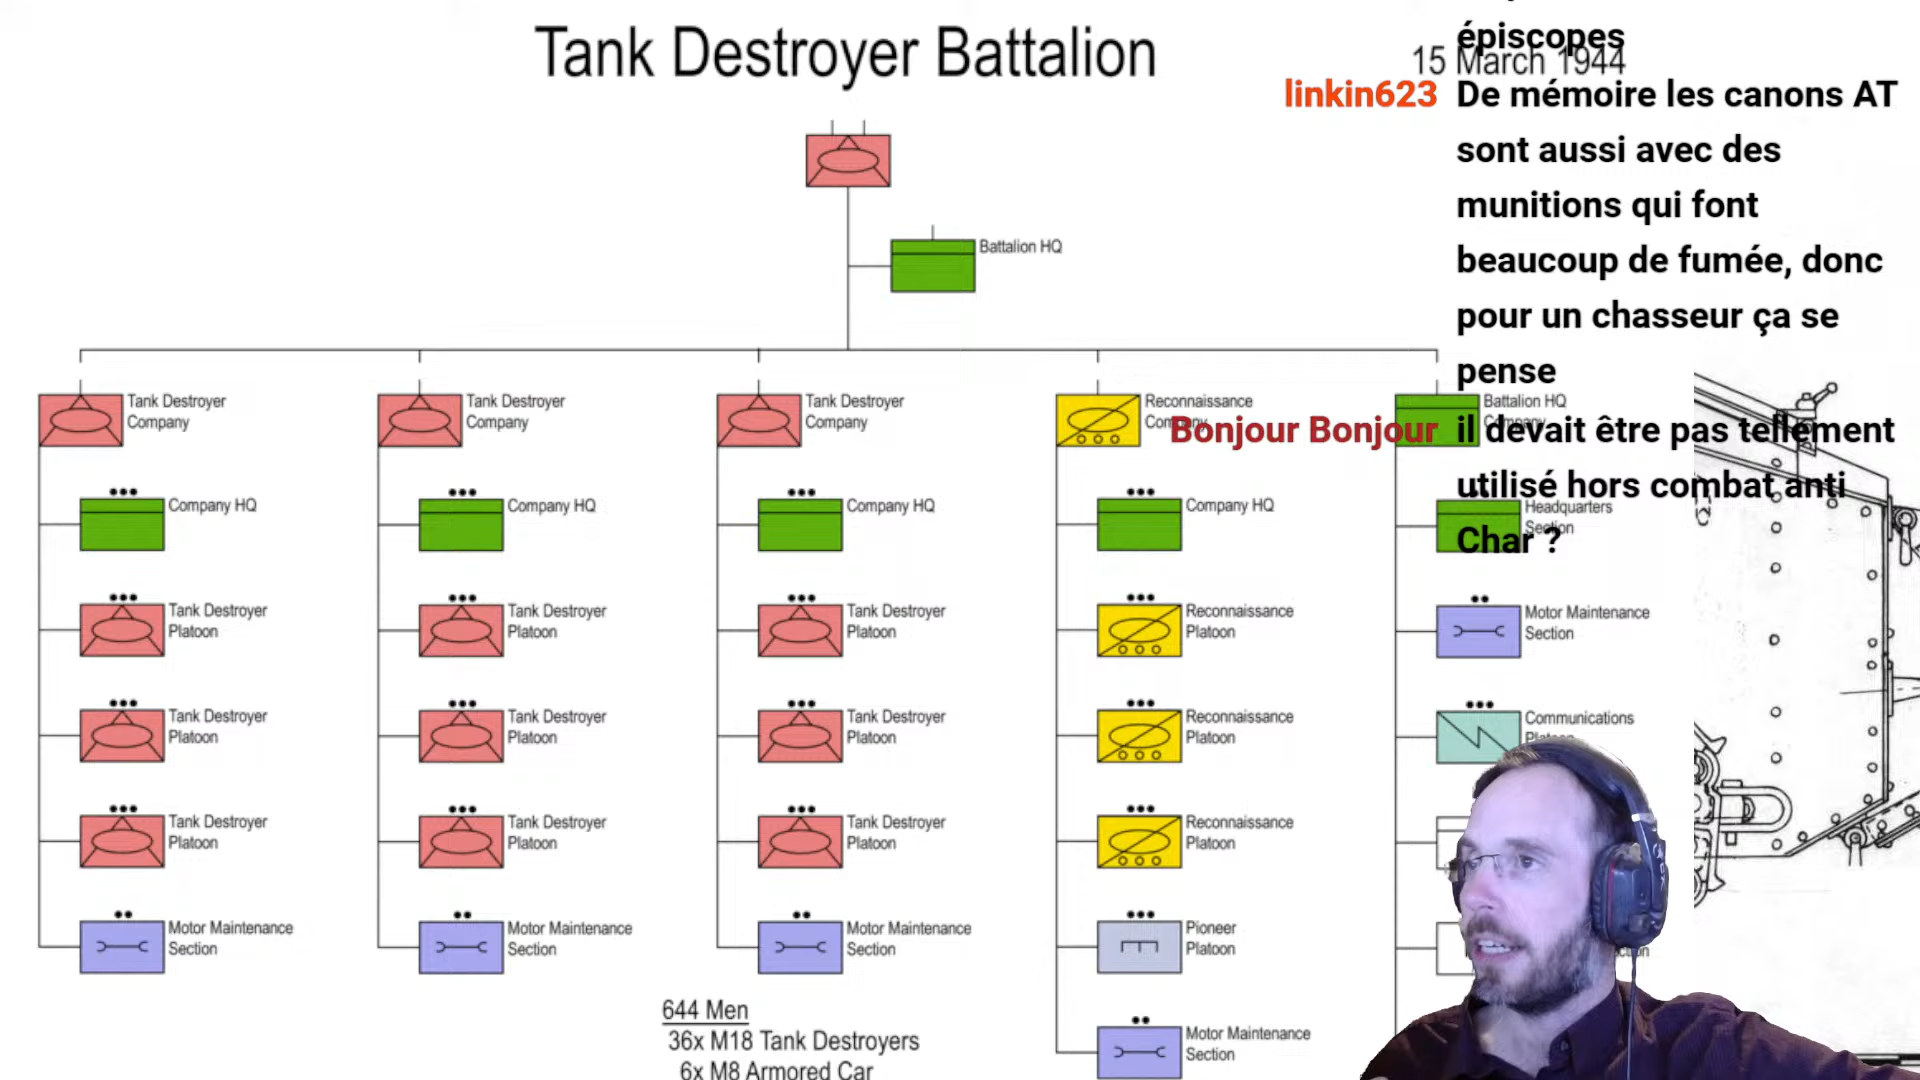 Tank Destroyer Battalion
15 March 1944
épiscopes
linkin623 De mémoire les canons AT
sont aussi avec des
munitions qui font
beaucoup de fumée, donc
pour un chasseur ça se
pense
Bonjour Bonjour il devait être pas tellement
utilisé hors combat anti
Char ?
Battalion HQ
Tank Destroyer
Company
Company HQ
Tank Destroyer
Platoon
Tank Destroyer
Platoon
Tank Destroyer
Platoon
Motor Maintenance
Section
Tank Destroyer
Company
Company HQ
Tank Destroyer
Platoon
Tank Destroyer
Platoon
Tank Destroyer
Platoon
Motor Maintenance
Section
Tank Destroyer
Company
Company HQ
Tank Destroyer
Platoon
Tank Destroyer
Platoon
Tank Destroyer
Platoon
Motor Maintenance
Section
Reconnaissance
Company
Company HQ
Reconnaissance
Platoon
Reconnaissance
Platoon
Reconnaissance
Platoon
Pioneer
Platoon
Motor Maintenance
Section
Battalion HQ
Company
Headquarters
Section
Motor Maintenance
Section
Communications
Platoon
644 Men
36x M18 Tank Destroyers
6x M8 Armored Car